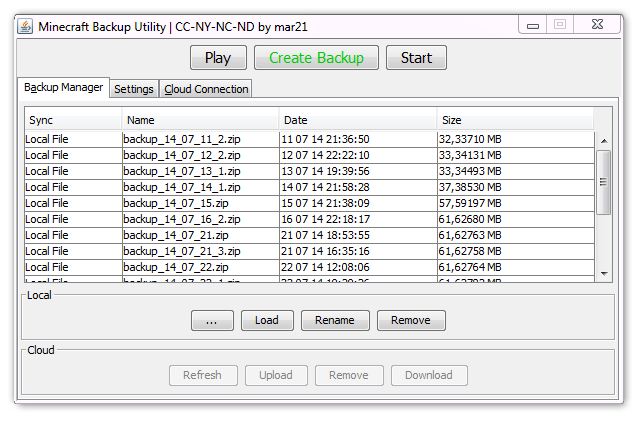 Minecraft Backup Utility | CC-NY-NC-ND by mar21
Play Create Backup Start
Backup Manager Settings Cloud Connection
Sync Name Date Size
Local File backup_14_07_11_2.zip 11 07 14 21:36:50 32,33710 MB
Local File backup_14_07_12_2.zip 12 07 14 22:22:10 33,34131 MB
Local File backup_14_07_13_1.zip 13 07 14 19:39:56 33,34493 MB
Local File backup_14_07_14_1.zip 14 07 14 21:58:28 37,38530 MB
Local File backup_14_07_15.zip 15 07 14 21:38:09 57,59197 MB
Local File backup_14_07_16_2.zip 16 07 14 22:18:17 61,62680 MB
Local File backup_14_07_21.zip 21 07 14 18:53:55 61,62763 MB
Local File backup_14_07_21_3.zip 21 07 14 16:35:16 61,62758 MB
Local File backup_14_07_22.zip 22 07 14 12:08:06 61,62764 MB
Local
... Load Rename Remove
Cloud
Refresh Upload Remove Download